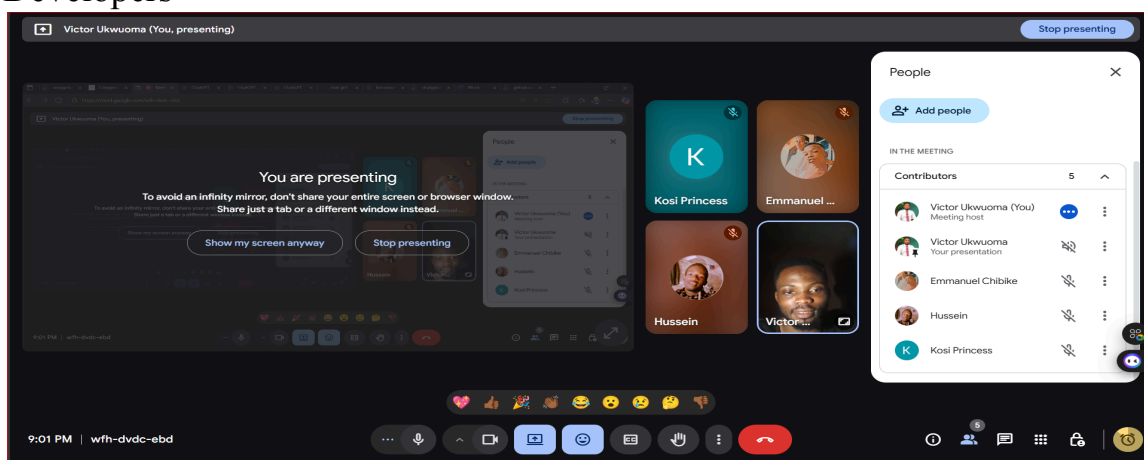 Developers
Victor Ukwuoma (You, presenting)
Stop presenting
You are presenting
To avoid an infinity mirror, don't share your entire screen or browser window.
Share just a tab or a different window instead.
Show my screen anyway
Stop presenting
Kosi Princess
Emmanuel ...
Hussein
Victor ...
K
People
Add people
IN THE MEETING
Contributors 5
Victor Ukwuoma (You)
Meeting host
Victor Ukwuoma
Your presentation
Emmanuel Chibike
Hussein
K
Kosi Princess
9:01 PM | wfh-dvdc-ebd
5